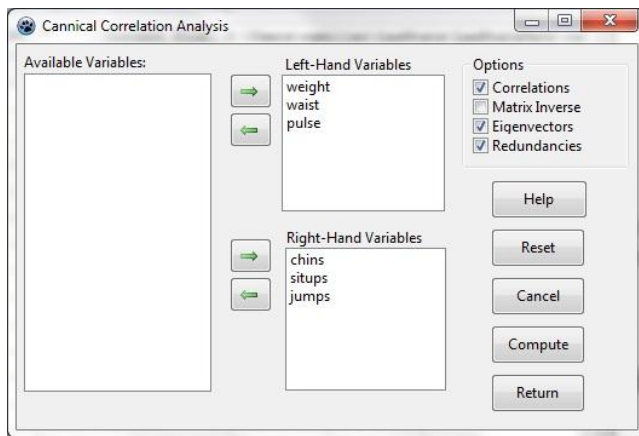 Cannical Correlation Analysis
Available Variables:
Left-Hand Variables
weight
waist
pulse
Right-Hand Variables
chins
situps
jumps
Options
Correlations
Matrix Inverse
Eigenvectors
Redundancies
Help
Reset
Cancel
Compute
Return